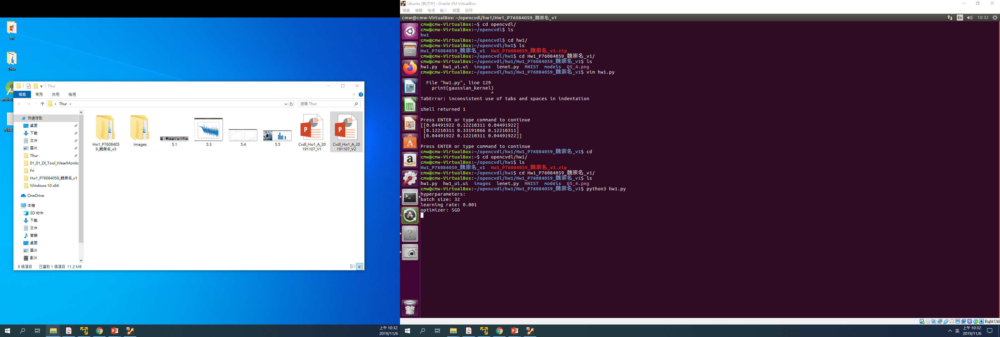 Fri
Thur
android
NBA
Thur
檔案 常用 共用 檢視
Thur
搜尋 Thur
快速存取
桌面
下載
文件
圖片
Thur
01_01_Dl_Tool_WearMonitc
Fri
Hw1_P76084059_魏崇名_v1
Windows 10 x64
OneDrive
本機
3D 物件
下載
文件
音樂
桌面
圖片
影片
Hw1_P7608405
9_魏崇名_v3
images
5.1
5.3
5.4
5.5
Cvdl_Hw1_A_20
191107_V1
Cvdl_Hw1_A_20
191107_V2
8 個項目 已選取 1 個項目 11.2 MB
上午 10:32
2019/11/6
Ubuntu [執行中] - Oracle VM VirtualBox
檔案 機器 檢視 輸入 裝置 說明
cmw@cmw-VirtualBox: ~/opencvdl/hw1/Hw1_P76084059_魏崇名_v1
En 10:32
cmw@cmw-VirtualBox:~$ cd opencvdl/
cmw@cmw-VirtualBox:~/opencvdl$ ls
hw1
cmw@cmw-VirtualBox:~/opencvdl$ cd hw1/
cmw@cmw-VirtualBox:~/opencvdl/hw1$ ls
Hw1_P76084059_魏崇名_v1 Hw1_P76084059_魏崇名_v1.zip
cmw@cmw-VirtualBox:~/opencvdl/hw1$ cd Hw1_P76084059_魏崇名_v1/
cmw@cmw-VirtualBox:~/opencvdl/hw1/Hw1_P76084059_魏崇名_v1$ ls
hw1.py hw1_ui.ui images lenet.py MNIST models Q5_4.png
cmw@cmw-VirtualBox:~/opencvdl/hw1/Hw1_P76084059_魏崇名_v1$ vim hw1.py
File "hw1.py", line 129
print(gaussian_kernel)
^
TabError: inconsistent use of tabs and spaces in indentation
shell returned 1
Press ENTER or type command to continue
[[0.04491922 0.12210311 0.04491922]
[0.12210311 0.33191066 0.12210311]
[0.04491922 0.12210311 0.04491922]]
Press ENTER or type command to continue
cmw@cmw-VirtualBox:~/opencvdl/hw1/Hw1_P76084059_魏崇名_v1$ cd
cmw@cmw-VirtualBox:~$ cd opencvdl/hw1/
cmw@cmw-VirtualBox:~/opencvdl/hw1$ ls
Hw1_P76084059_魏崇名_v1 Hw1_P76084059_魏崇名_v1.zip
cmw@cmw-VirtualBox:~/opencvdl/hw1$ cd Hw1_P76084059_魏崇名_v1/
cmw@cmw-VirtualBox:~/opencvdl/hw1/Hw1_P76084059_魏崇名_v1$ ls
hw1.py hw1_ui.ui images lenet.py MNIST models Q5_4.png
cmw@cmw-VirtualBox:~/opencvdl/hw1/Hw1_P76084059_魏崇名_v1$ python3 hw1.py
hyperparameters:
batch size: 32
learning rate: 0.001
optimizer: SGD
Right Ctrl
英
上午 10:32
2019/11/6